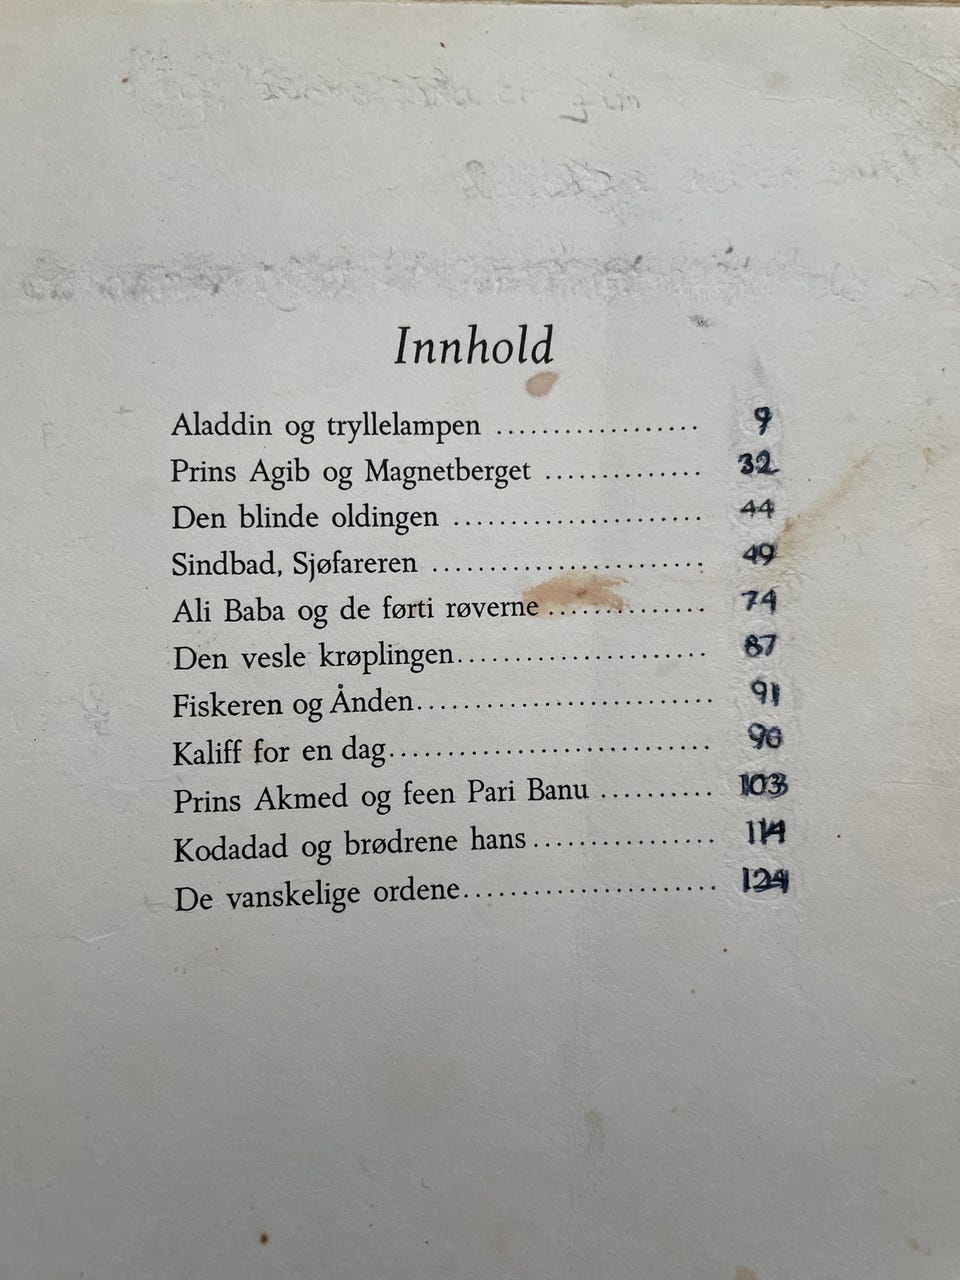 Innhold
Aladdin og tryllelampen .................. 9
Prins Agib og Magnetberget .............. 32
Den blinde oldingen ...................... 44
Sindbad, Sjøfareren ........................ 49
Ali Baba og de førti røverne .............. 74
Den vesle krøplingen ...................... 87
Fiskeren og Ånden .......................... 91
Kaliff for en dag ............................
Prins Akmed og feen Pari Banu .......... 103
Kodadad og brødrene hans ................ 114
De vanskelige ordene ....................... 124